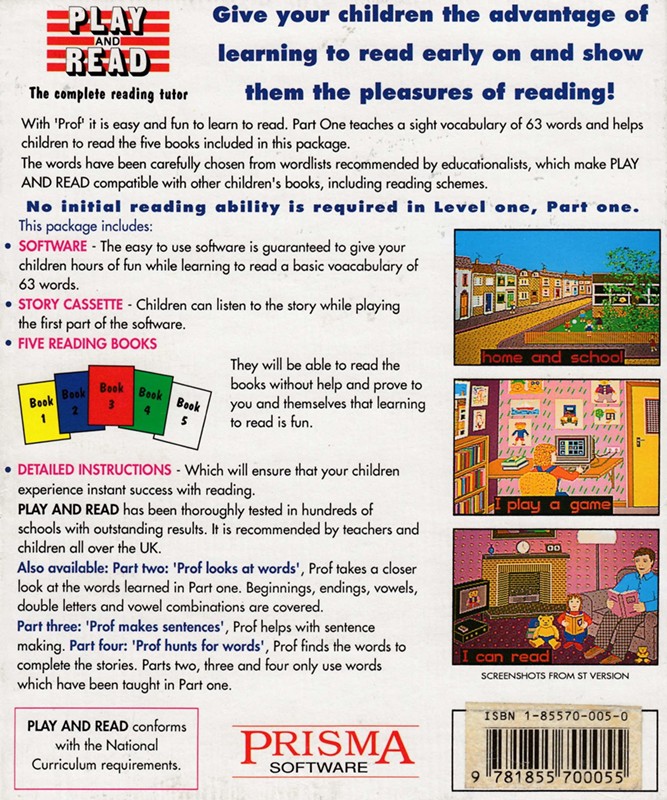 PLAY
AND
READ
The complete reading tutor
Give your children the advantage of
learning to read early on and show
them the pleasures of reading!
With 'Prof' it is easy and fun to learn to read. Part One teaches a sight vocabulary of 63 words and helps
children to read the five books included in this package.
The words have been carefully chosen from wordlists recommended by educationalists, which make PLAY
AND READ compatible with other children's books, including reading schemes.
No initial reading ability is required in Level one, Part one.
This package includes:
• SOFTWARE - The easy to use software is guaranteed to give your
children hours of fun while learning to read a basic voacabulary of
63 words.
• STORY CASSETTE - Children can listen to the story while playing
the first part of the software.
• FIVE READING BOOKS
Book
1
Book
2
Book
3
Book
4
Book
5
They will be able to read the
books without help and prove to
you and themselves that learning
to read is fun.
• DETAILED INSTRUCTIONS - Which will ensure that your children
experience instant success with reading.
PLAY AND READ has been thoroughly tested in hundreds of
schools with outstanding results. It is recommended by teachers and
children all over the UK.
Also available: Part two: 'Prof looks at words', Prof takes a closer
look at the words learned in Part one. Beginnings, endings, vowels,
double letters and vowel combinations are covered.
Part three: 'Prof makes sentences', Prof helps with sentence
making. Part four: 'Prof hunts for words', Prof finds the words to
complete the stories. Parts two, three and four only use words
which have been taught in Part one.
home and school
I play a game
I can read
SCREENSHOTS FROM ST VERSION
PLAY AND READ conforms
with the National
Curriculum requirements.
PRISMA
SOFTWARE
ISBN 1-85570-005-0
9 781855 700055